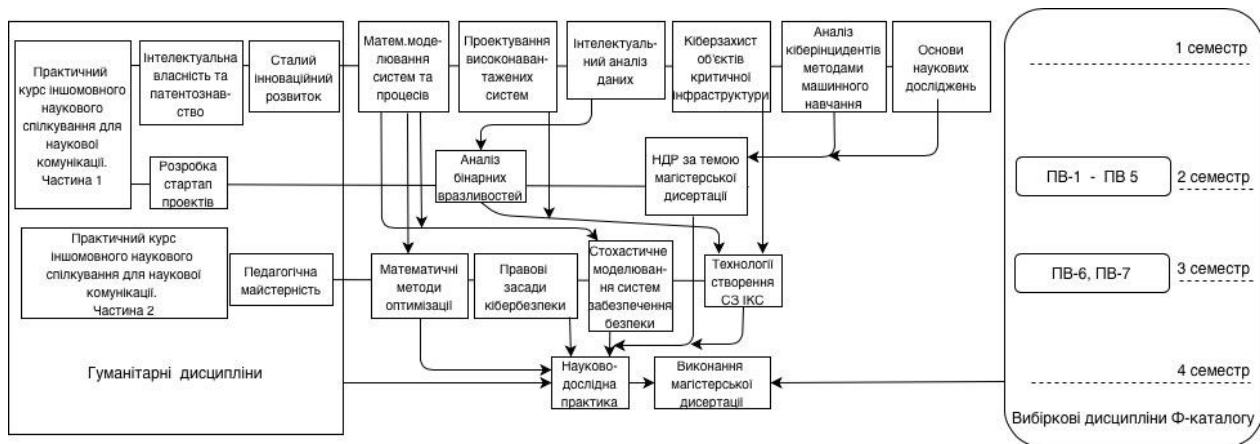 Практичний
курс іншомовного
наукового
спілкування для
наукової
комунікації.
Частина 1
Інтелектуальна
власність та
патентознав-
ство
Сталий
інноваційний
розвиток
Матем.моде-
лювання
систем та
процесів
Проектування
високонаван-
тажених
систем
Інтелектуаль-
ний аналіз
даних
Кіберзахист
об'єктів
критичної
інфраструктури
Аналіз
кіберінцидентів
методами
машинного
навчання
Основи
наукових
досліджень
1 семестр
Розробка
стартап
проектів
Аналіз
бінарних
вразливостей
НДР за темою
магістерської
дисертації
ПВ-1 - ПВ 5
2 семестр
Практичний курс
іншомовного наукового
спілкування для наукової
комунікації.
Частина 2
Педагогічна
майстерність
Математичні
методи
оптимізації
Правові
засади
кібербезпеки
Стохастичне
моделюван-
ня систем
забезпечення
безпеки
Технології
створення
СЗ ІКС
ПВ-6, ПВ-7
3 семестр
Гуманітарні дисципліни
Науково-
дослідна
практика
Виконання
магістерської
дисертації
4 семестр
Вибіркові дисципліни Ф-каталогу